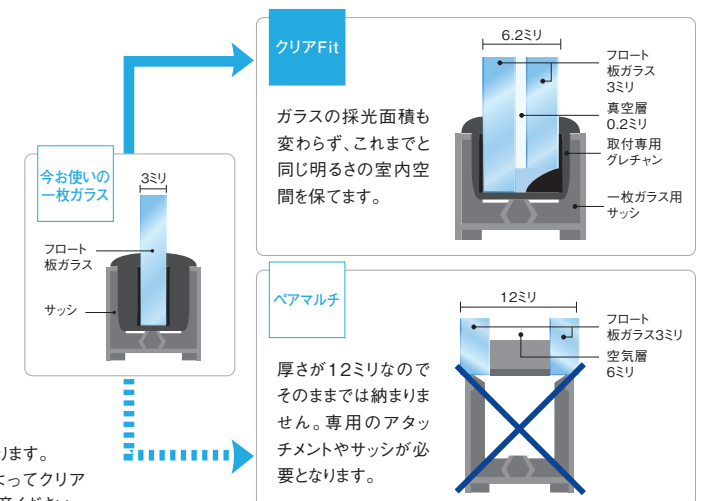 今お使いの
一枚ガラス
3ミリ
フロート
板ガラス
サッシ
クリアFit
ガラスの採光面積も
変わらず、これまでと
同じ明るさの室内空
間を保てます。
6.2ミリ
フロート
板ガラス
3ミリ
真空層
0.2ミリ
取付専用
グレチャン
一枚ガラス用
サッシ
ペアマルチ
厚さが12ミリなので
そのままでは納まりま
せん。専用のアタッ
チメントやサッシが必
要となります。
12ミリ
フロート
板ガラス3ミリ
空気層
6ミリ
ります。
よってクリア